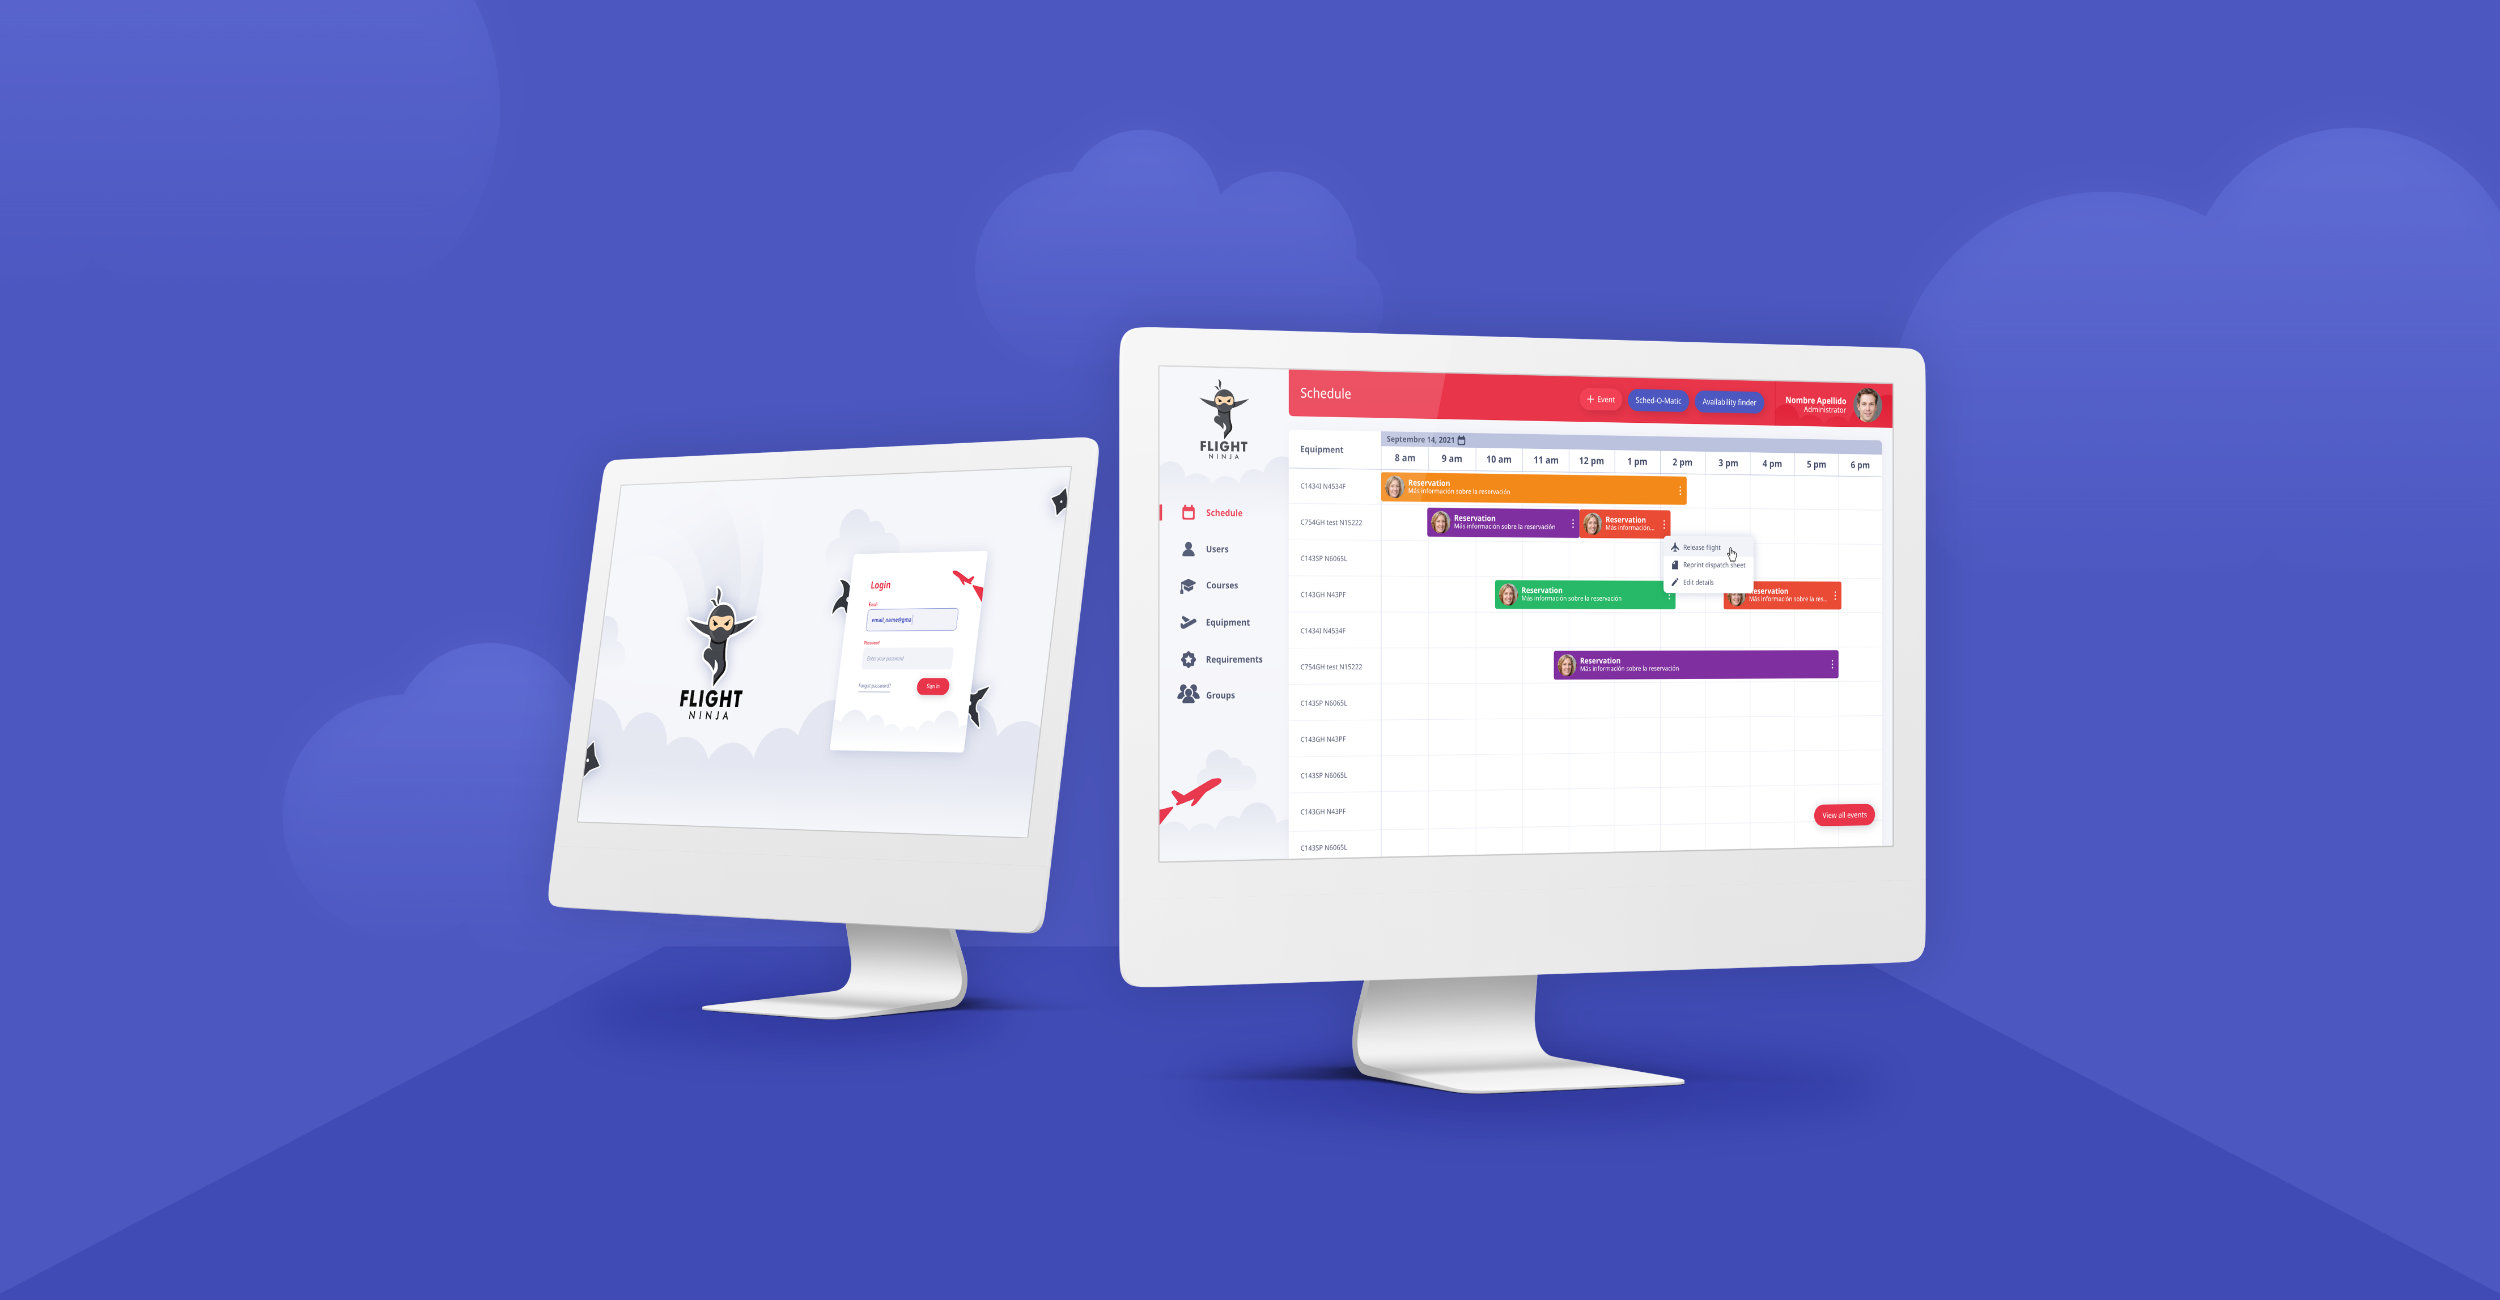 FLIGHT
NINJA
Login
Email
email_name@gma
Password
Enter your password
Forgot password?
Sign in
FLIGHT
NINJA
Schedule
Users
Courses
Equipment
Requirements
Groups
Schedule
+ Event
Sched-O-Matic
Availability finder
Nombre Apellido
Administrator
Equipment
Septembre 14, 2021
8 am 9 am 10 am 11 am 12 pm 1 pm 2 pm 3 pm 4 pm 5 pm 6 pm
C1434I N4534F
Reservation
Más información sobre la reservación
C754GH test N15222
Reservation
Más información sobre la reservación
Reservation
Más información...
Release flight
Reprint dispatch sheet
Edit details
C143SP N6065L
C143GH N43PF
Reservation
Más información sobre la reservación
Reservation
Más información sobre la res...
C1434I N4534F
C754GH test N15222
Reservation
Más información sobre la reservación
C143SP N6065L
C143GH N43PF
C143SP N6065L
C143GH N43PF
C143SP N6065L
View all events